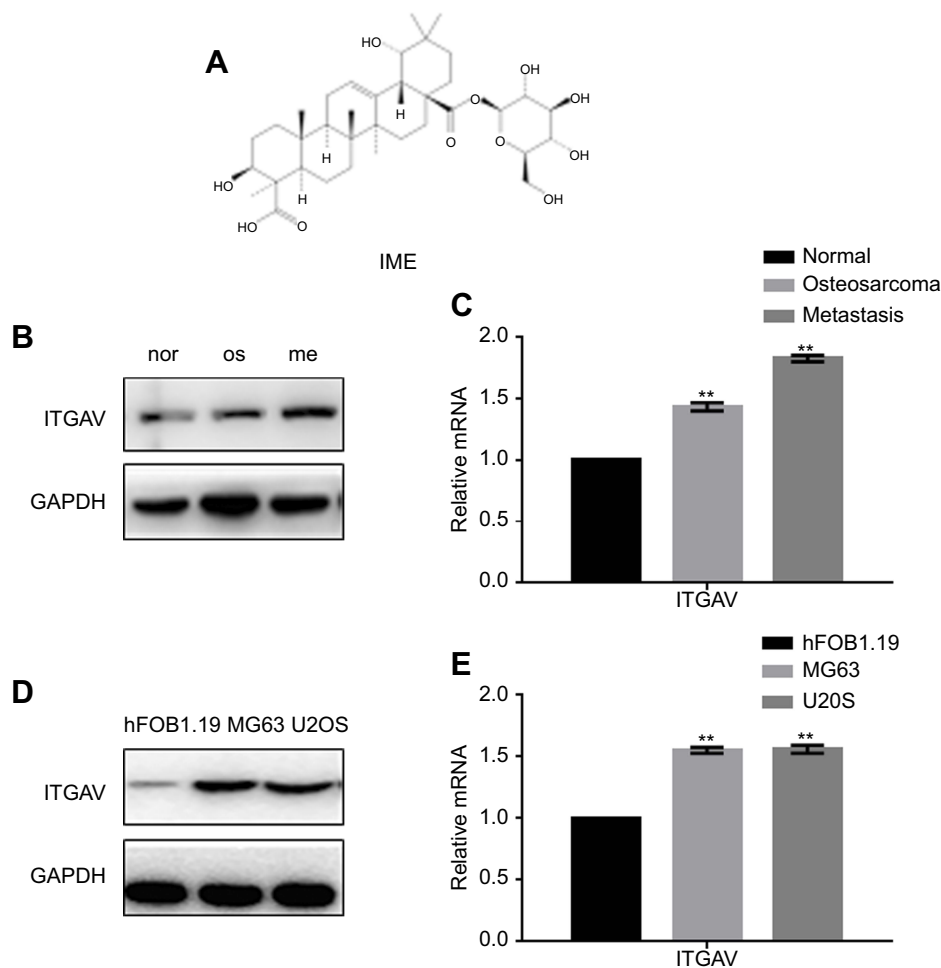 A
HO
OH
O
OH
H
O
O
OH
H
HO
H
OH
HO
O
IME
B
nor os me
ITGAV
GAPDH
C
Normal
Osteosarcoma
Metastasis
Relative mRNA
2.0
1.5
1.0
0.5
0.0
**
**
ITGAV
D
hFOB1.19 MG63 U2OS
ITGAV
GAPDH
E
hFOB1.19
MG63
U20S
Relative mRNA
2.0
1.5
1.0
0.5
0.0
**
**
ITGAV